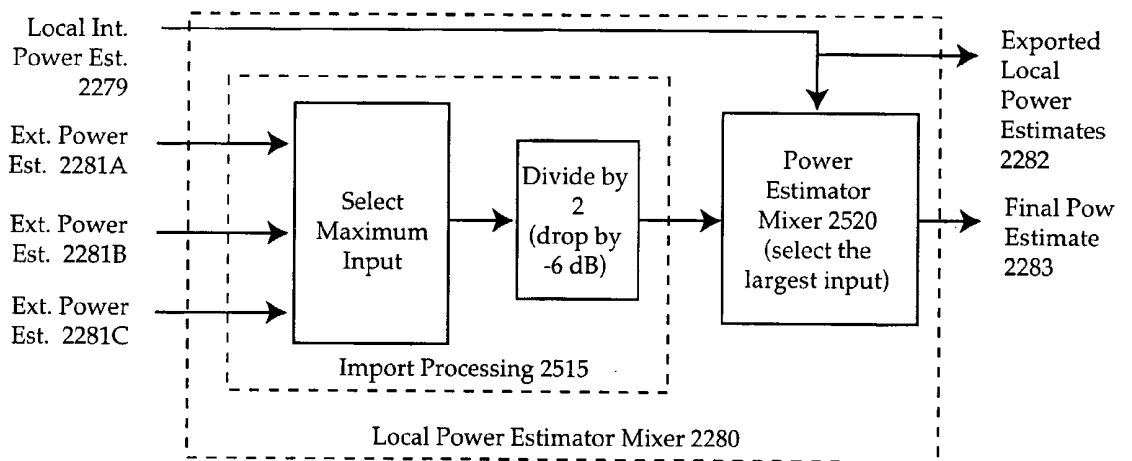 Local Int.
Power Est.
2279
Ext. Power
Est. 2281A
Ext. Power
Est. 2281B
Ext. Power
Est. 2281C
Select
Maximum
Input
Divide by
2
(drop by
-6 dB)
Import Processing 2515
Power
Estimator
Mixer 2520
(select the
largest input)
Local Power Estimator Mixer 2280
Exported
Local
Power
Estimates
2282
Final Pow
Estimate
2283